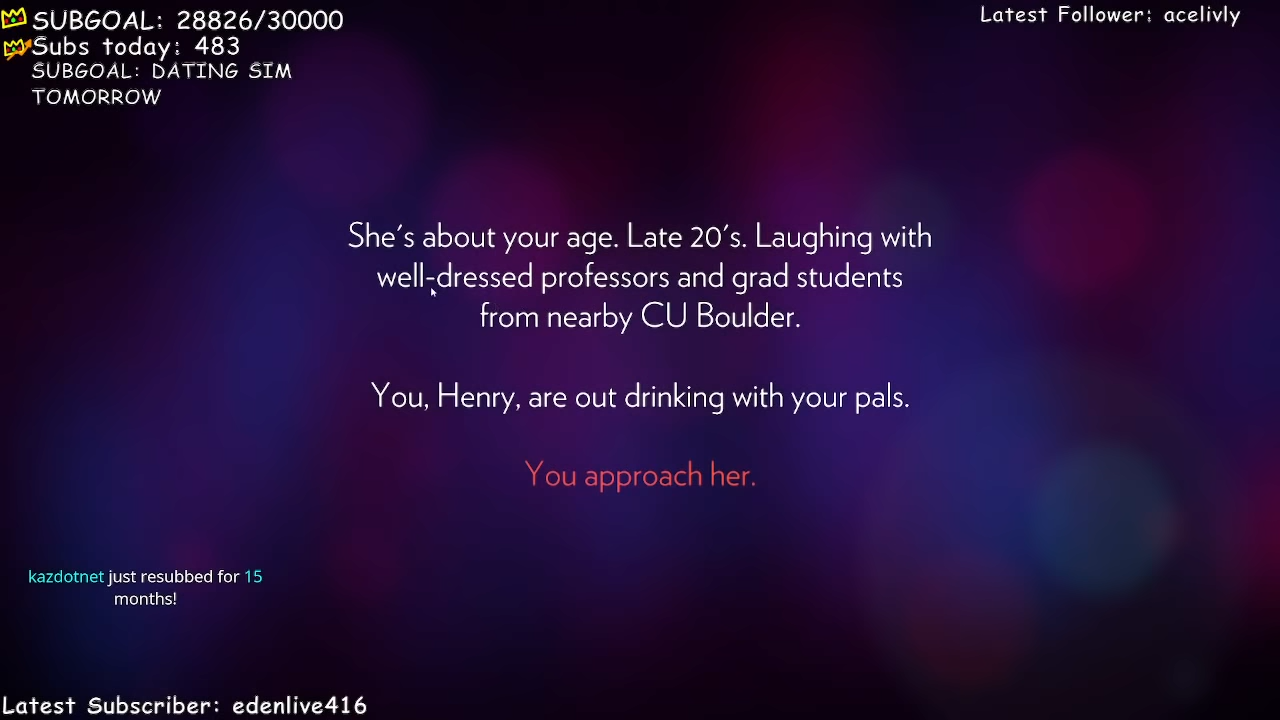 SUBGOAL: 28826/30000
Subs today: 483
SUBGOAL: DATING SIM
TOMORROW
Latest Follower: acelivly
She's about your age. Late 20's. Laughing with
well-dressed professors and grad students
from nearby CU Boulder.
You, Henry, are out drinking with your pals.
You approach her.
kazdotnet just resubbed for 15
months!
Latest Subscriber: edenlive416